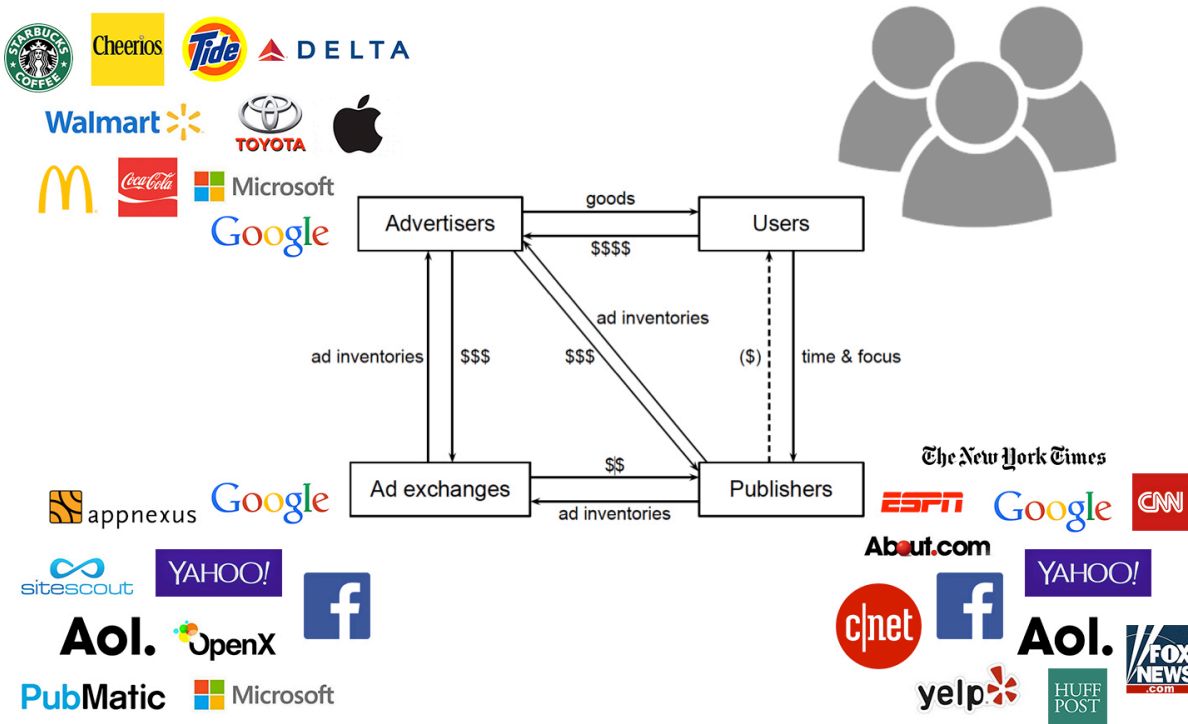 STARBUCKS
COFFEE
Cheerios
Tide
DELTA
Walmart
TOYOTA
Coca-Cola
Microsoft
Google
Advertisers
goods
$$$$
Users
ad inventories
$$$
ad inventories
$$$
($)
time & focus
Ad exchanges
$$
ad inventories
Publishers
appnexus
Google
sitescout
YAHOO!
f
Aol.
OpenX
PubMatic
Microsoft
The New York Times
ESPN
Google
CNN
About.com
YAHOO!
c|net
f
Aol.
FOX
NEWS
.com
yelp
HUFF
POST